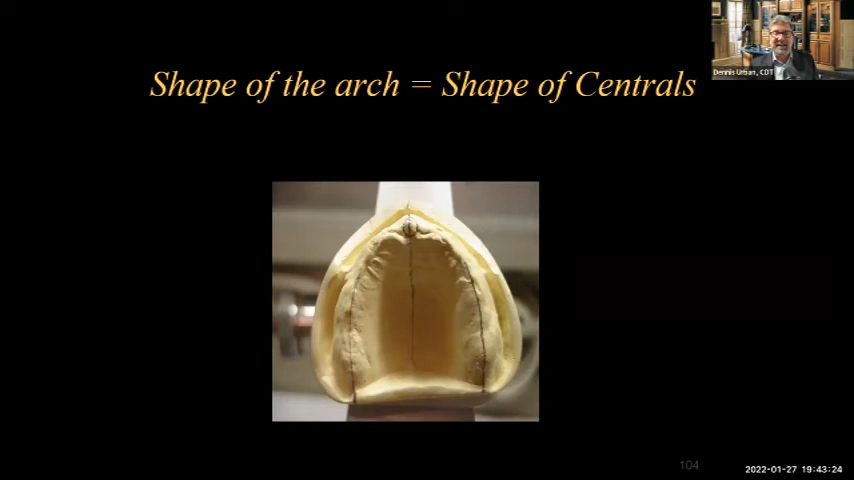 Shape of the arch = Shape of Centrals
Dennis Urban, CDT
104
2022-01-27 19:43:24